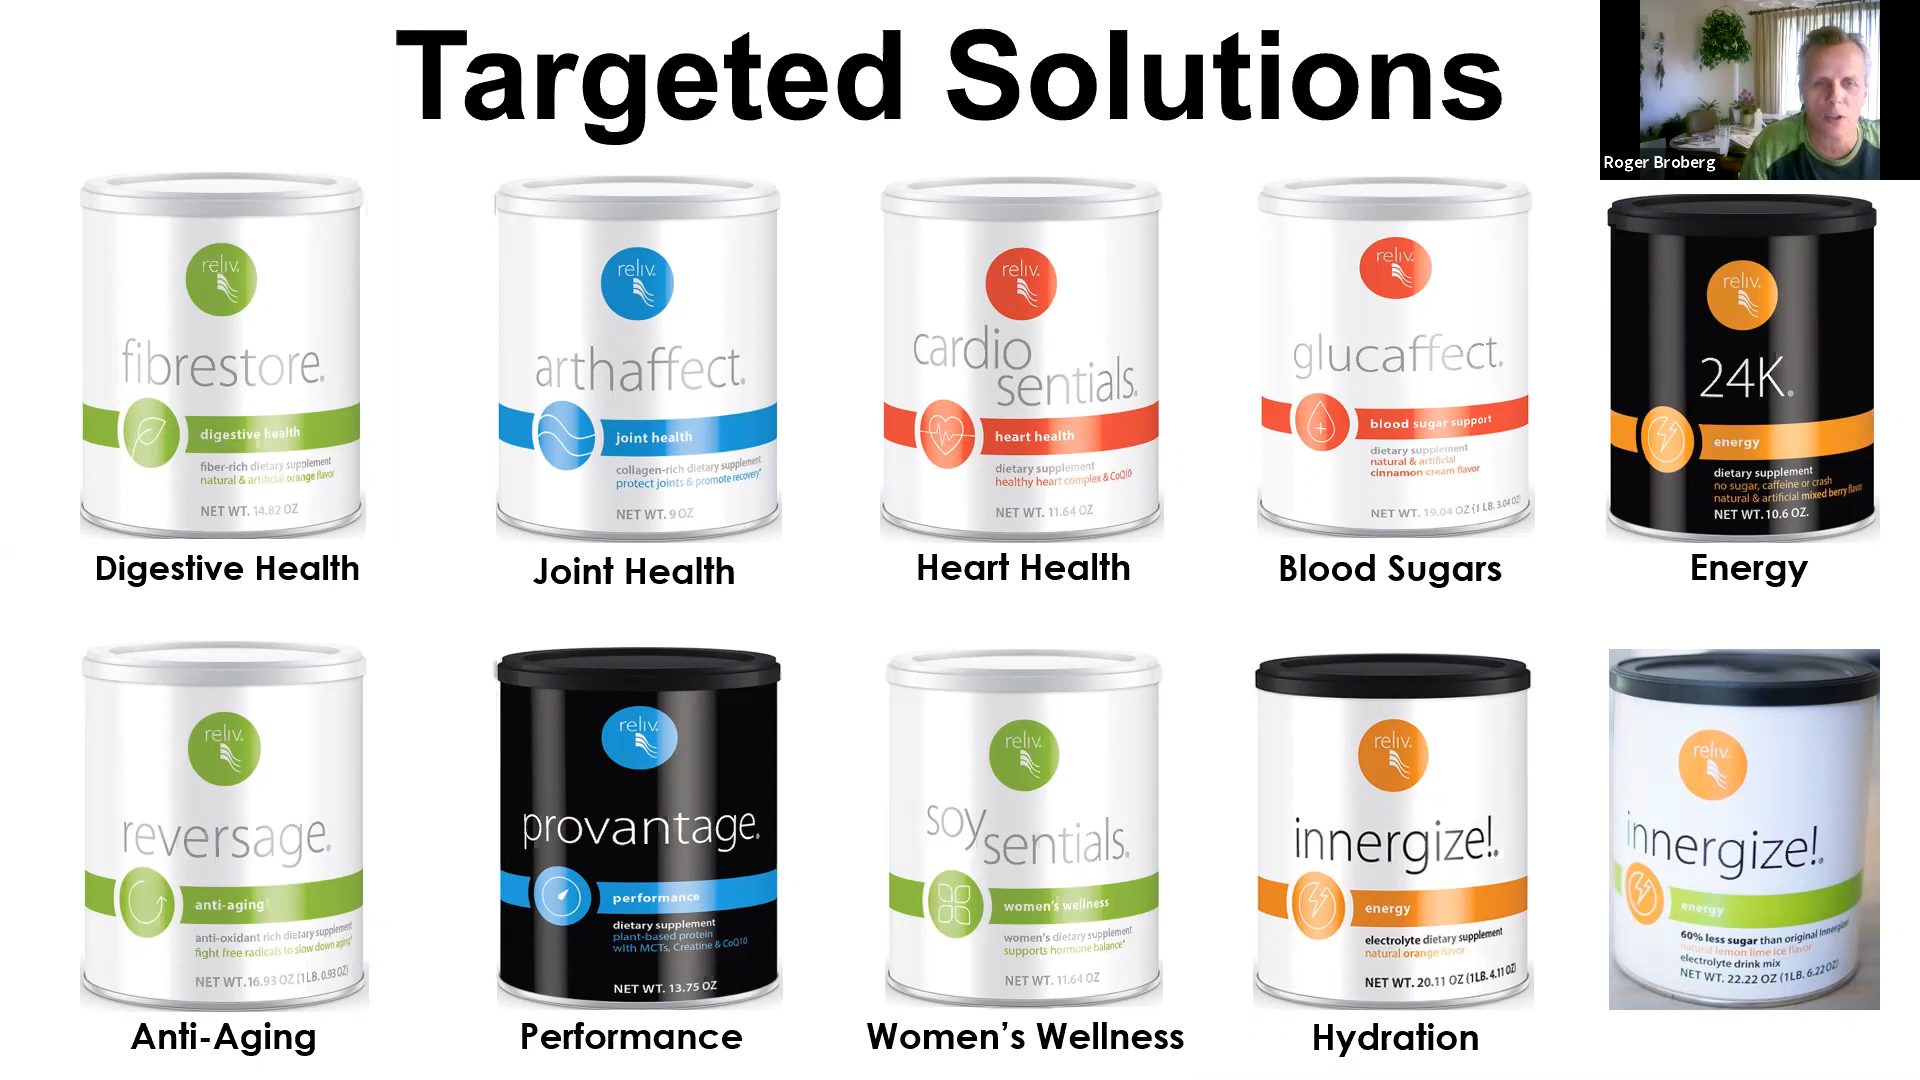 Targeted Solutions
Roger Broberg
reliv.
fibrestore.
digestive health
fiber-rich dietary supplement
natural & artificial orange flavor
NET WT. 14.82 OZ
Digestive Health
reliv.
arthaffect.
joint health
collagen-rich dietary supplement
protect joints & promote recovery*
NET WT. 9 OZ
Joint Health
reliv.
cardio
sentials.
heart health
dietary supplement
healthy heart complex & CoQ10
NET WT. 11.64 OZ
Heart Health
reliv.
glucaffect.
blood sugar support
dietary supplement
natural & artificial
cinnamon cream flavor
NET WT. 19.04 OZ (1 LB. 3.04 OZ)
Blood Sugars
reliv.
24K.
energy
dietary supplement
no sugar, caffeine or crash
natural & artificial mixed berry flavor
NET WT. 10.6 OZ.
Energy
reliv.
reversage.
anti-aging
anti-oxidant rich dietary supplement
fight free radicals to slow down aging*
NET WT. 16.93 OZ (1LB. 0.93 OZ)
Anti-Aging
reliv.
provantage.
performance
dietary supplement
plant-based protein
with MCTs, Creatine & CoQ10
NET WT. 13.75 OZ
Performance
reliv.
soy
sentials.
women's wellness
women's dietary supplement
supports hormone balance*
NET WT. 11.64 OZ
Women's Wellness
reliv.
innergize!.
energy
electrolyte dietary supplement
natural orange flavor
NET WT. 20.11 OZ (1LB. 4.11 OZ)
Hydration
reliv.
innergize!.
energy
60% less sugar than original Innergize!
natural lemon lime ice flavor
electrolyte drink mix
NET WT. 22.22 OZ (1LB. 6.22 OZ)